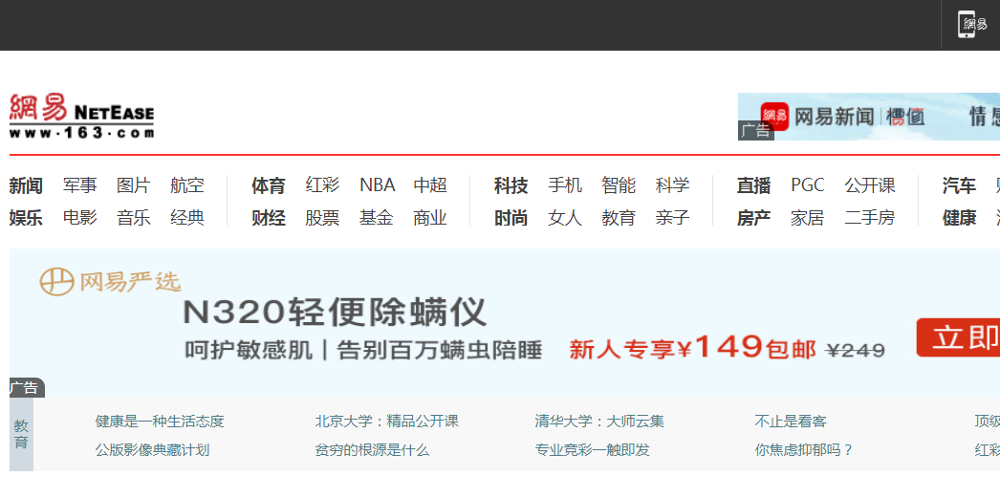 網易
網易 NETEASE
www.163.com
網易 网易新闻 槽值 情感
广告
新闻 军事 图片 航空 体育 红彩 NBA 中超 科技 手机 智能 科学 直播 PGC 公开课 汽车
娱乐 电影 音乐 经典 财经 股票 基金 商业 时尚 女人 教育 亲子 房产 家居 二手房 健康
网易严选
N320轻便除螨仪
呵护敏感肌 | 告别百万螨虫陪睡 新人专享¥149包邮 ¥249 立即
广告
教育
健康是一种生活态度 北京大学：精品公开课 清华大学：大师云集 不止是看客 顶级
公版影像典藏计划 贫穷的根源是什么 专业竞彩一触即发 你焦虑抑郁吗？ 红彩